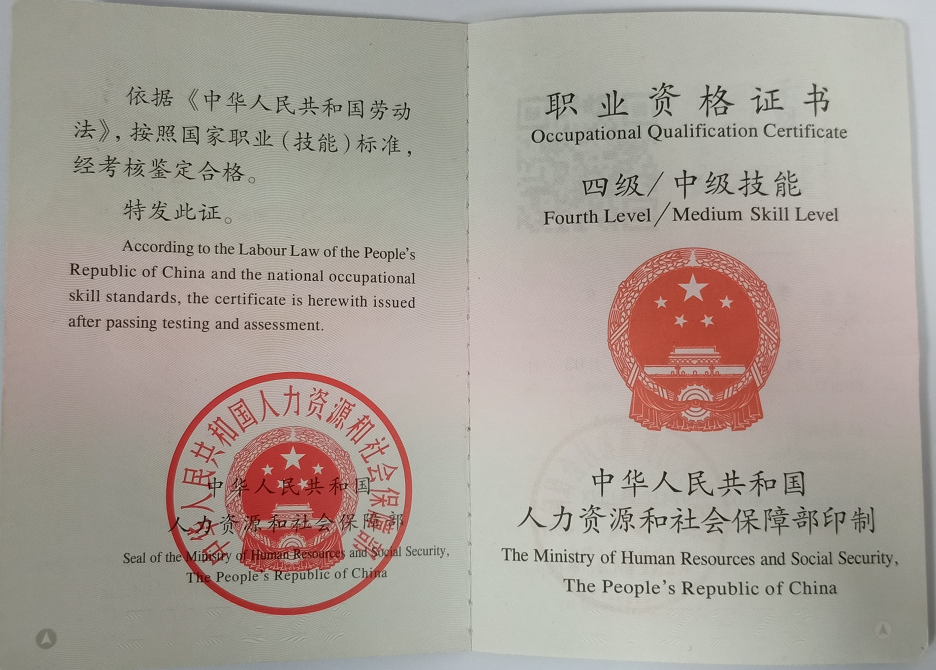 依据《中华人民共和国劳动
法》，按照国家职业（技能）标准，
经考核鉴定合格。
特发此证。
According to the Labour Law of the People's
Republic of China and the national occupational
skill standards, the certificate is herewith issued
after passing testing and assessment.
中华人民共和国人力资源和社会保障部
中华人民共和国
人力资源和社会保障部
Seal of the Ministry of Human Resources and Social Security,
The People's Republic of China
职业资格证书
Occupational Qualification Certificate
四级/中级技能
Fourth Level/Medium Skill Level
中华人民共和国
人力资源和社会保障部印制
The Ministry of Human Resources and Social Security,
The People's Republic of China